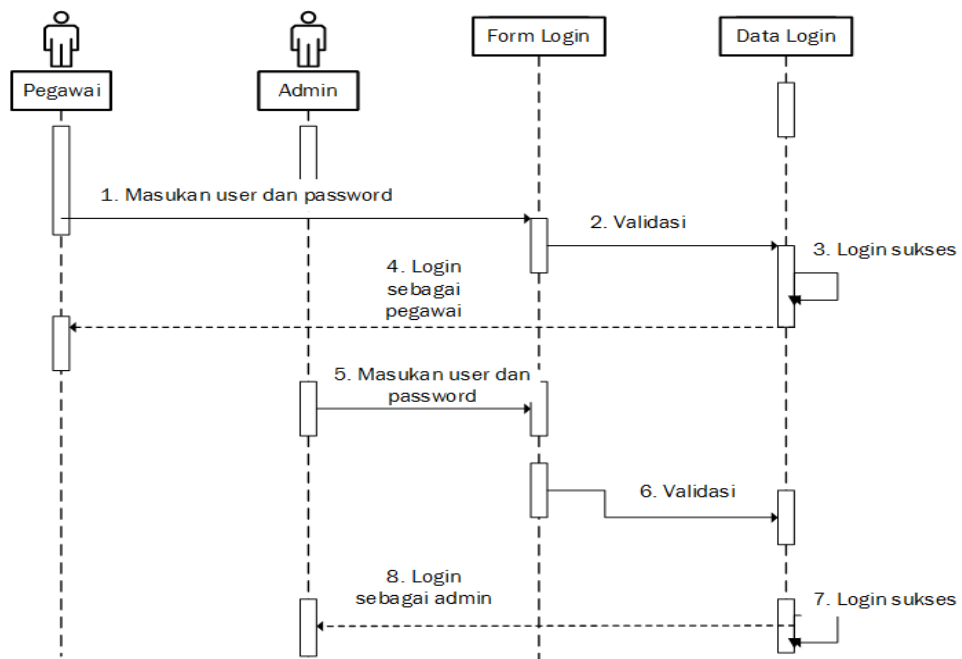 Pegawai
Admin
Form Login
Data Login
1. Masukan user dan password
2. Validasi
3. Login sukses
4. Login
sebagai
pegawai
5. Masukan user dan
password
6. Validasi
7. Login sukses
8. Login
sebagai admin